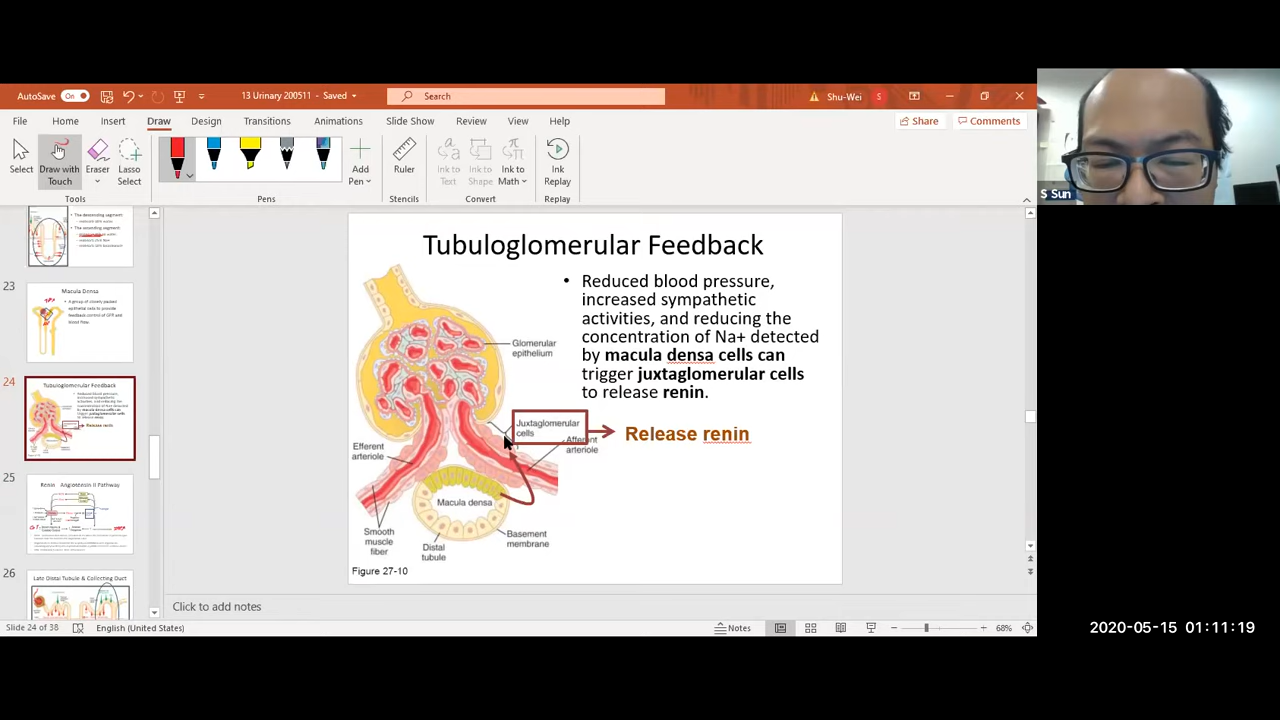 AutoSave On 13 Urinary 200511 - Saved Search Shu-Wei S
File Home Insert Draw Design Transitions Animations Slide Show Review View Help Share Comments
Select Draw with Touch Eraser Lasso Select Add Pen Ruler Ink to Text Ink to Shape Ink to Math Ink Replay
Tools Pens Stencils Convert Replay
S Sun
23
Macula Densa
24
Tubuloglomerular Feedback
Release renin
25
Renin Angiotensin II Pathway
26
Late Distal Tubule & Collecting Duct
Tubuloglomerular Feedback
• Reduced blood pressure,
increased sympathetic
activities, and reducing the
concentration of Na+ detected
by macula densa cells can
trigger juxtaglomerular cells
to release renin.
Glomerular
epithelium
Juxtaglomerular
cells
Release renin
Afferent
arteriole
Efferent
arteriole
Macula densa
Smooth
muscle
fiber
Distal
tubule
Basement
membrane
Figure 27-10
Click to add notes
Slide 24 of 38 English (United States) Notes 68%
2020-05-15 01:11:19